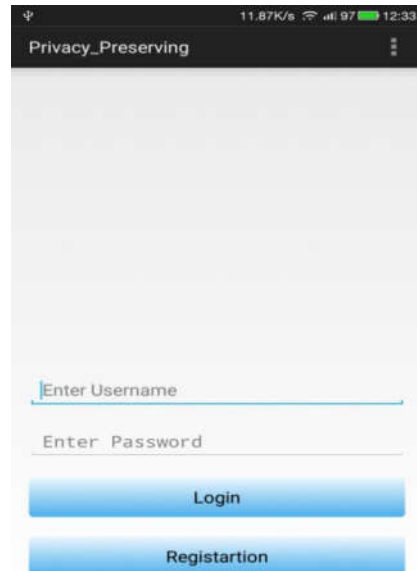 11.87K/s 97 12:33
Privacy_Preserving
Enter Username
Enter Password
Login
Registartion